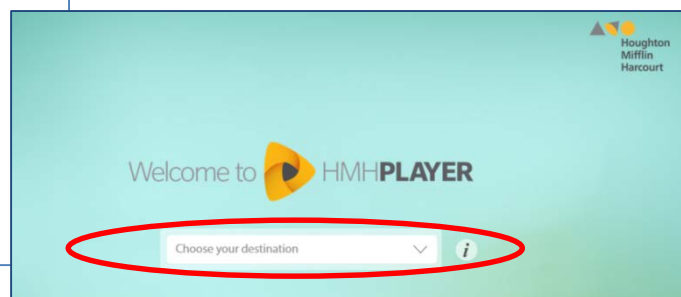 Houghton
Mifflin
Harcourt
Welcome to HMHPLAYER
Choose your destination
i